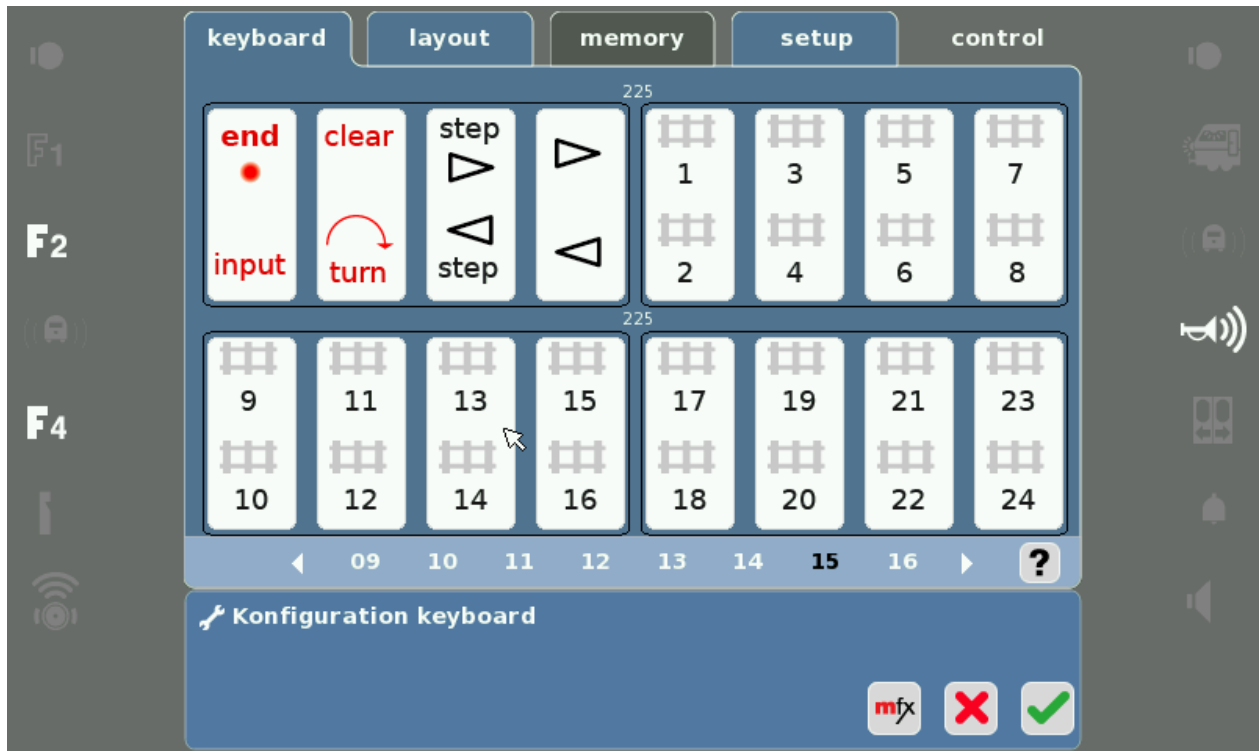 keyboard layout memory setup control
225
end clear step
1 3 5 7
input turn step
2 4 6 8
225
9 11 13 15 17 19 21 23
10 12 14 16 18 20 22 24
09 10 11 12 13 14 15 16 ?
Konfiguration keyboard
mfx
F1
F2
F4